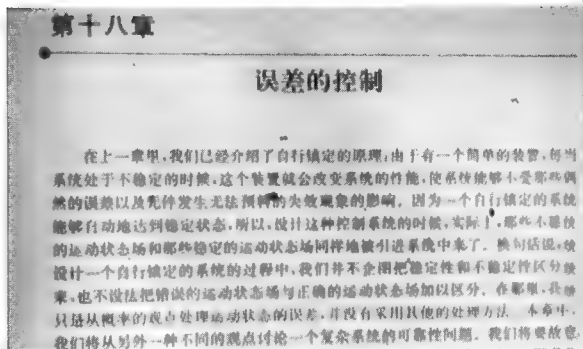 第十八章
误差的控制
在上一章里,我们已经介绍了自行镇定的原理;由于有一个简单的装置,每当
系统处于不稳定的时候,这个装置就会改变系统的性能,使系统能够不受那些偶
然的误差以及元件发生无法预料的失效现象的影响。因为一个自行镇定的系统
能够自动地达到稳定状态,所以,设计这种控制系统的时候,实际上,那些不稳定
的运动状态场和那些稳定的运动状态场同样地被引进系统中来了。换句话说,
设计一个自行镇定的系统的过程中,我们并不企图把稳定性和不稳定性区分
来,也不设法把错误的运动状态场与正确的运动状态场加以区分。在那里,我们
只是从概率的观点处理运动状态的误差,并没有采用其他的处理方法。本章中,
我们将从另外一种不同的观点讨论一个复杂系统的可靠性问题。我们将要故意